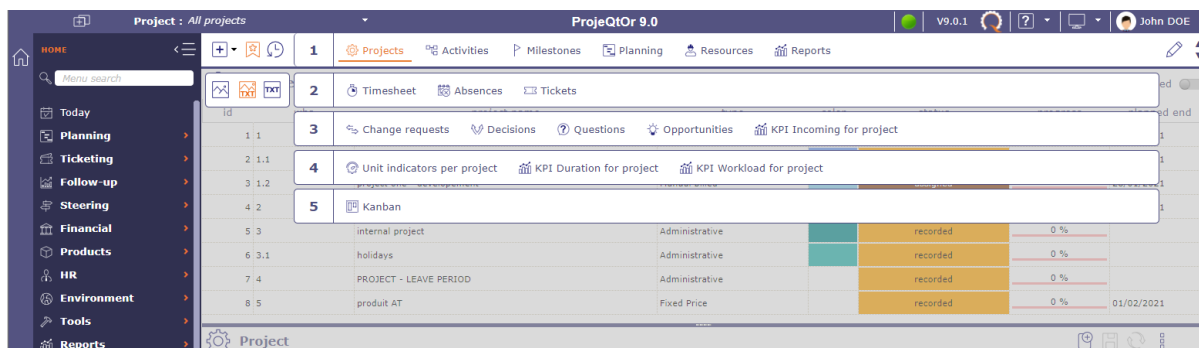 Project : All projects ProjeQtOr 9.0 V9.0.1 ? John DOE
HOME 1 Projects Activities Milestones Planning Resources Reports
Menu search TXT TXT 2 Timesheet Absences Tickets ed
Today id
Planning 1 1 3 Change requests Decisions Questions Opportunities KPI Incoming for project
Ticketing 2 1.1 4 Unit indicators per project KPI Duration for project KPI Workload for project
Follow-up 3 1.2
Steering 4 2 5 Kanban
Financial 5 3 internal project Administrative recorded 0 %
Products 6 3.1 holidays Administrative recorded 0 %
HR 7 4 PROJECT - LEAVE PERIOD Administrative recorded 0 %
Environment 8 5 produit AT Fixed Price recorded 0 % 01/02/2021
Tools
Reports Project